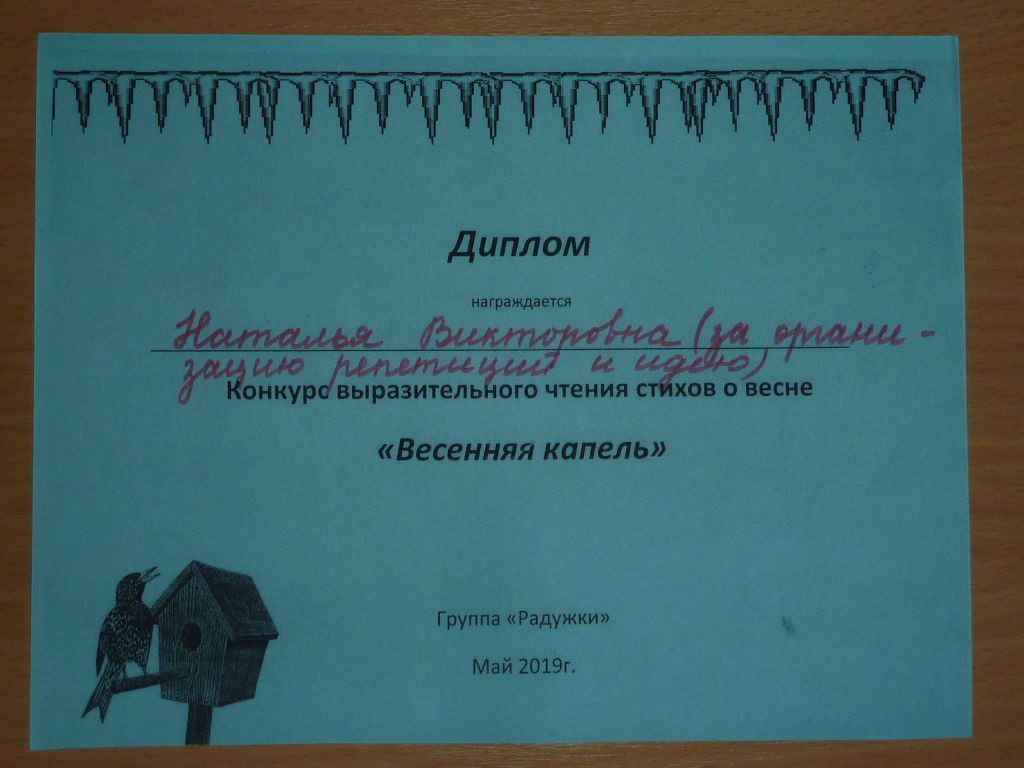 Диплом
награждается
Наталья Викторовна (за органи-
зацию репетиций и идею)
Конкурс выразительного чтения стихов о весне
«Весенняя капель»
Группа «Радужки»
Май 2019г.